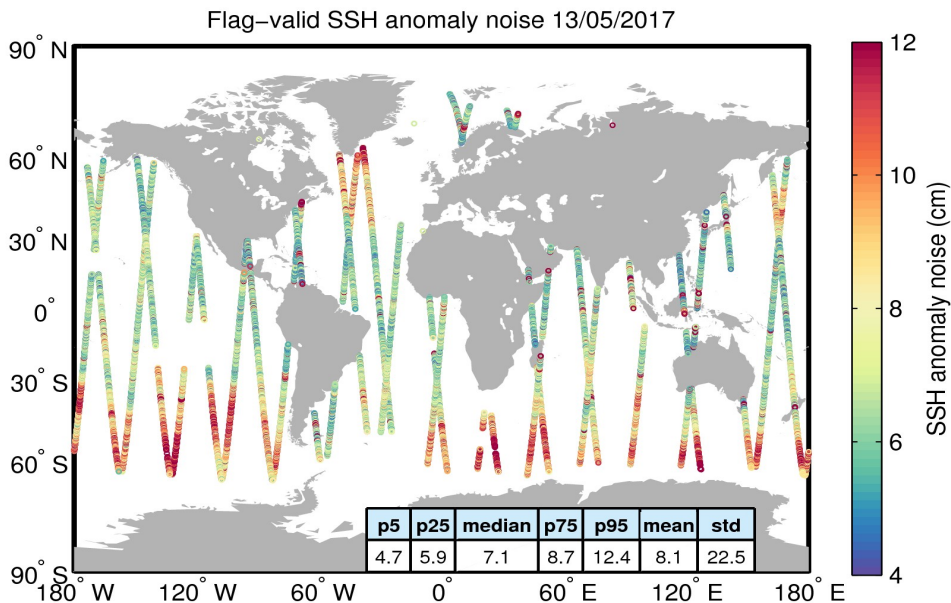 Flag−valid SSH anomaly noise 13/05/2017
90° N
60° N
30° N
0°
30° S
60° S
90° S
180° W 120° W 60° W 0° 60° E 120° E 180° E
p5 p25 median p75 p95 mean std
4.7 5.9 7.1 8.7 12.4 8.1 22.5
12
10
8
6
4
SSH anomaly noise (cm)